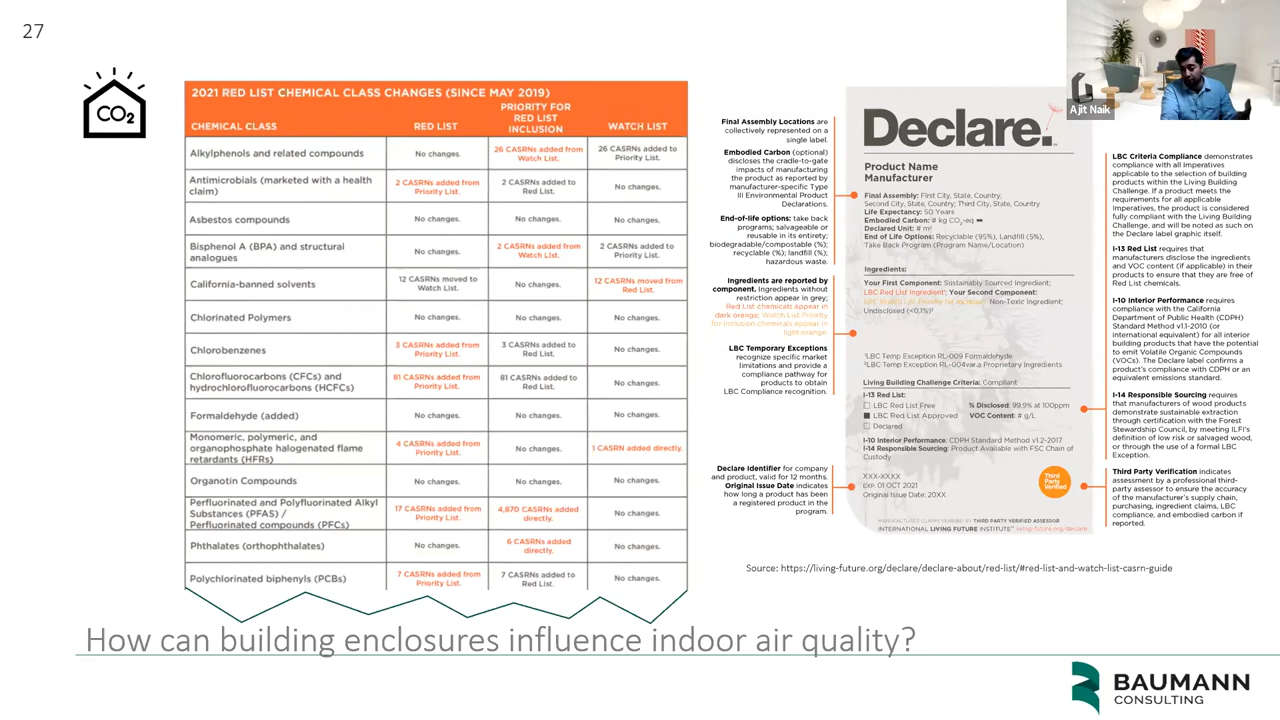 27
Ajit Naik
CO2
2021 RED LIST CHEMICAL CLASS CHANGES (SINCE MAY 2019)
CHEMICAL CLASS
RED LIST
PRIORITY FOR
RED LIST
INCLUSION
WATCH LIST
Alkylphenols and related compounds
No changes.
26 CASRNs added from
Watch List.
26 CASRNs added to
Priority List.
Antimicrobials (marketed with a health
claim)
2 CASRNs added from
Priority List.
2 CASRNs added to
Red List.
No changes.
Asbestos compounds
No changes.
No changes.
No changes.
Bisphenol A (BPA) and structural
analogues
No changes.
2 CASRNs added from
Watch List.
2 CASRNs added to
Priority List.
California-banned solvents
12 CASRNs moved to
Watch List.
No changes.
12 CASRNs moved from
Red List.
Chlorinated Polymers
No changes.
No changes.
No changes.
Chlorobenzenes
3 CASRNs added from
Priority List.
3 CASRNs added to
Red List.
No changes.
Chlorofluorocarbons (CFCs) and
hydrochlorofluorocarbons (HCFCs)
81 CASRNs added from
Priority List.
81 CASRNs added to
Red List.
No changes.
Formaldehyde (added)
No changes.
No changes.
No changes.
Monomeric, polymeric, and
organophosphate halogenated flame
retardants (HFRs)
4 CASRNs added from
Priority List.
No changes.
1 CASRN added directly.
Organotin Compounds
No changes.
No changes.
No changes.
Perfluorinated and Polyfluorinated Alkyl
Substances (PFAS) /
Perfluorinated compounds (PFCs)
17 CASRNs added from
Priority List.
4,870 CASRNs added
directly.
No changes.
Phthalates (orthophthalates)
No changes.
6 CASRNs added
directly.
No changes.
Polychlorinated biphenyls (PCBs)
7 CASRNs added from
Priority List.
7 CASRNs added to
Red List.
No changes.
Final Assembly Locations are
collectively represented on a
single label.
Embodied Carbon (optional)
discloses the cradle-to-gate
impacts of manufacturing
the product as reported by
manufacturer-specific Type
III Environmental Product
Declarations.
End-of-life options: take back
programs; salvageable or
reusable in its entirety;
biodegradable/compostable (%);
recyclable (%); landfill (%);
hazardous waste.
Ingredients are reported by
component. Ingredients without
restriction appear in grey;
Red List chemicals appear in
dark orange; Watch List Priority
for Inclusion chemicals appear in
light orange.
LBC Temporary Exceptions
recognize specific market
limitations and provide a
compliance pathway for
products to obtain
LBC Compliance recognition.
Declare Identifier for company
and product, valid for 12 months.
Original Issue Date indicates
how long a product has been
a registered product in the
program.
Declare.
Product Name
Manufacturer
Final Assembly: First City, State, Country;
Second City, State, Country; Third City, State, Country
Life Expectancy: 50 Years
Embodied Carbon: # kg CO2-eq
Declared Unit: # m²
End of Life Options: Recyclable (95%), Landfill (5%),
Take Back Program (Program Name/Location)
Ingredients:
Your First Component: Sustainably Sourced Ingredient;
LBC Red List Ingredient¹; Your Second Component:
LBC Watch List Priority for Inclusion; Non-Toxic Ingredient;
Undisclosed (<0.1%)²
¹LBC Temp Exception RL-009 Formaldehyde
²LBC Temp Exception RL-004var.a Proprietary Ingredients
Living Building Challenge Criteria: Compliant
I-13 Red List:
LBC Red List Free
% Disclosed: 99.9% at 100ppm
LBC Red List Approved
VOC Content: # g/L
Declared
I-10 Interior Performance: CDPH Standard Method v1.2-2017
I-14 Responsible Sourcing: Product Available with FSC Chain of
Custody
XXX-XXXX
EXP. 01 OCT 2021
Original Issue Date: 20XX
Third
Party
Verified
MANUFACTURER CLAIMS VERIFIED BY THIRD PARTY VERIFIED ASSESSOR
INTERNATIONAL LIVING FUTURE INSTITUTE™ living-future.org/declare
LBC Criteria Compliance demonstrates
compliance with all Imperatives
applicable to the selection of building
products within the Living Building
Challenge. If a product meets the
requirements for all applicable
Imperatives, the product is considered
fully compliant with the Living Building
Challenge, and will be noted as such on
the Declare label graphic itself.
I-13 Red List requires that
manufacturers disclose the ingredients
and VOC content (if applicable) in their
products to ensure that they are free of
Red List chemicals.
I-10 Interior Performance requires
compliance with the California
Department of Public Health (CDPH)
Standard Method v1.1-2010 (or
international equivalent) for all interior
building products that have the potential
to emit Volatile Organic Compounds
(VOCs). The Declare label confirms a
product's compliance with CDPH or an
equivalent emissions standard.
I-14 Responsible Sourcing requires
that manufacturers of wood products
demonstrate sustainable extraction
through certification with the Forest
Stewardship Council, by meeting ILFI's
definition of low risk or salvaged wood,
or through the use of a formal LBC
Exception.
Third Party Verification indicates
assessment by a professional third-
party assessor to ensure the accuracy
of the manufacturer's supply chain,
purchasing, ingredient claims, LBC
compliance, and embodied carbon if
reported.
Source: https://living-future.org/declare/declare-about/red-list/#red-list-and-watch-list-casrn-guide
How can building enclosures influence indoor air quality?
BAUMANN
CONSULTING